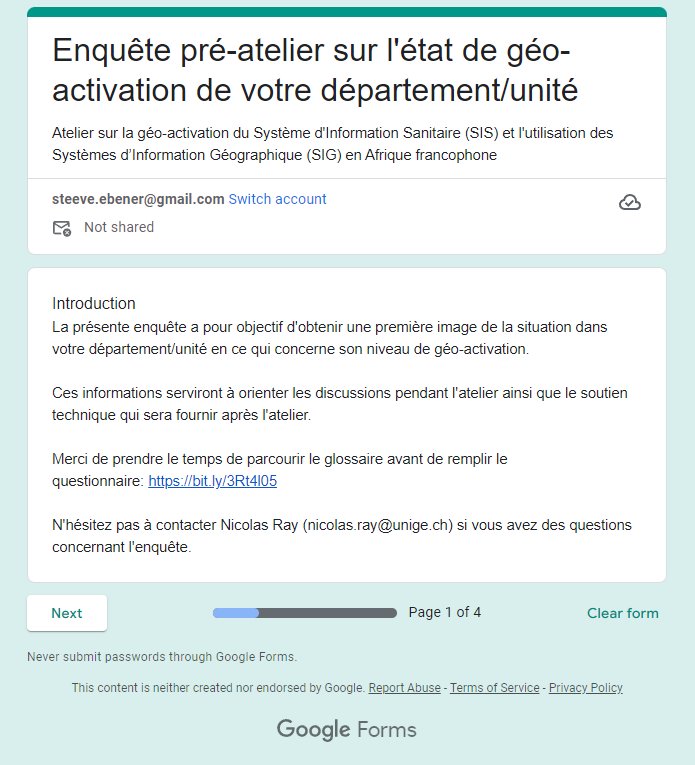 Enquête pré-atelier sur l'état de géo-
activation de votre département/unité
Atelier sur la géo-activation du Système d'Information Sanitaire (SIS) et l'utilisation des
Systèmes d’Information Géographique (SIG) en Afrique francophone
steeve.ebener@gmail.com Switch account
Not shared
Introduction
La présente enquête a pour objectif d'obtenir une première image de la situation dans
votre département/unité en ce qui concerne son niveau de géo-activation.
Ces informations serviront à orienter les discussions pendant l'atelier ainsi que le soutien
technique qui sera fournir après l'atelier.
Merci de prendre le temps de parcourir le glossaire avant de remplir le
questionnaire: https://bit.ly/3Rt4l05
N'hésitez pas à contacter Nicolas Ray (nicolas.ray@unige.ch) si vous avez des questions
concernant l'enquête.
Next
Page 1 of 4
Clear form
Never submit passwords through Google Forms.
This content is neither created nor endorsed by Google. Report Abuse - Terms of Service - Privacy Policy
Google Forms